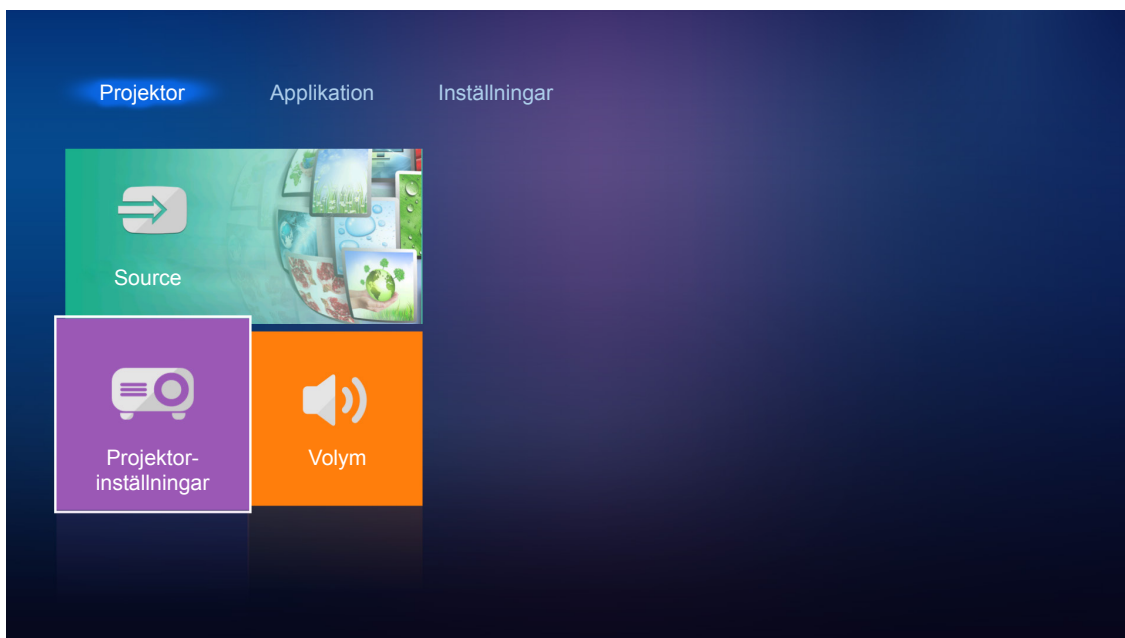 Projektor
Applikation
Inställningar
Source
Projektor-
inställningar
Volym